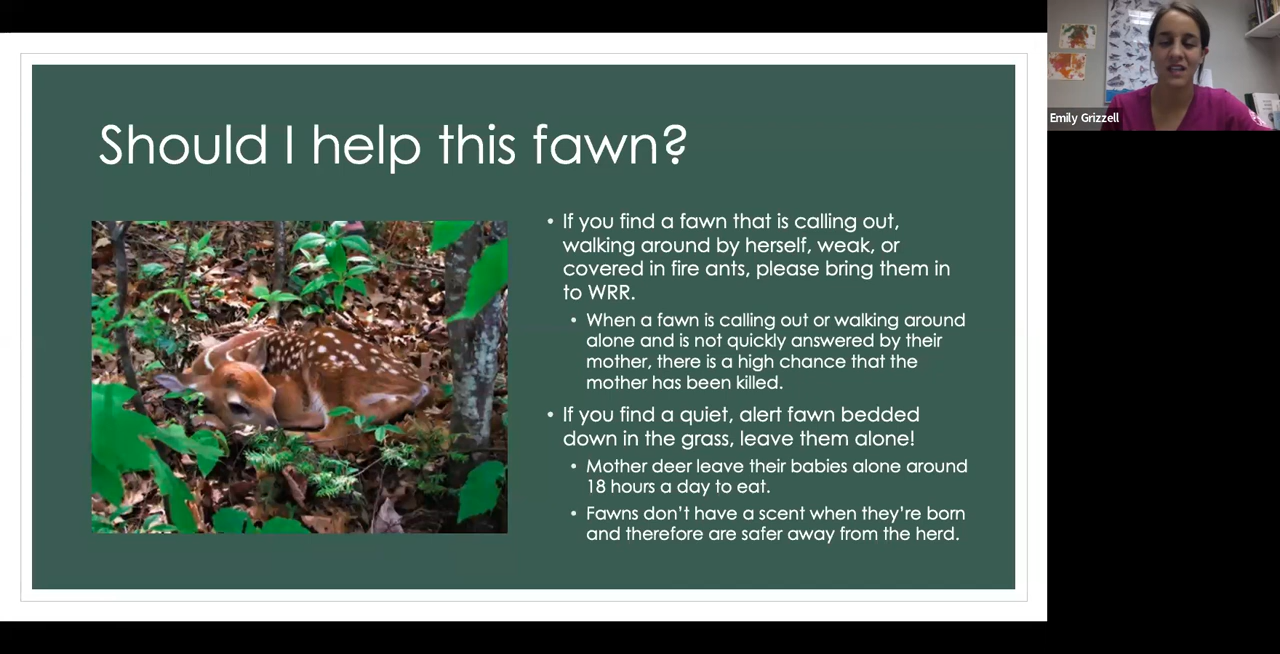 Should I help this fawn?
• If you find a fawn that is calling out,
walking around by herself, weak, or
covered in fire ants, please bring them in
to WRR.
• When a fawn is calling out or walking around
alone and is not quickly answered by their
mother, there is a high chance that the
mother has been killed.
• If you find a quiet, alert fawn bedded
down in the grass, leave them alone!
• Mother deer leave their babies alone around
18 hours a day to eat.
• Fawns don't have a scent when they're born
and therefore are safer away from the herd.
Emily Grizzell